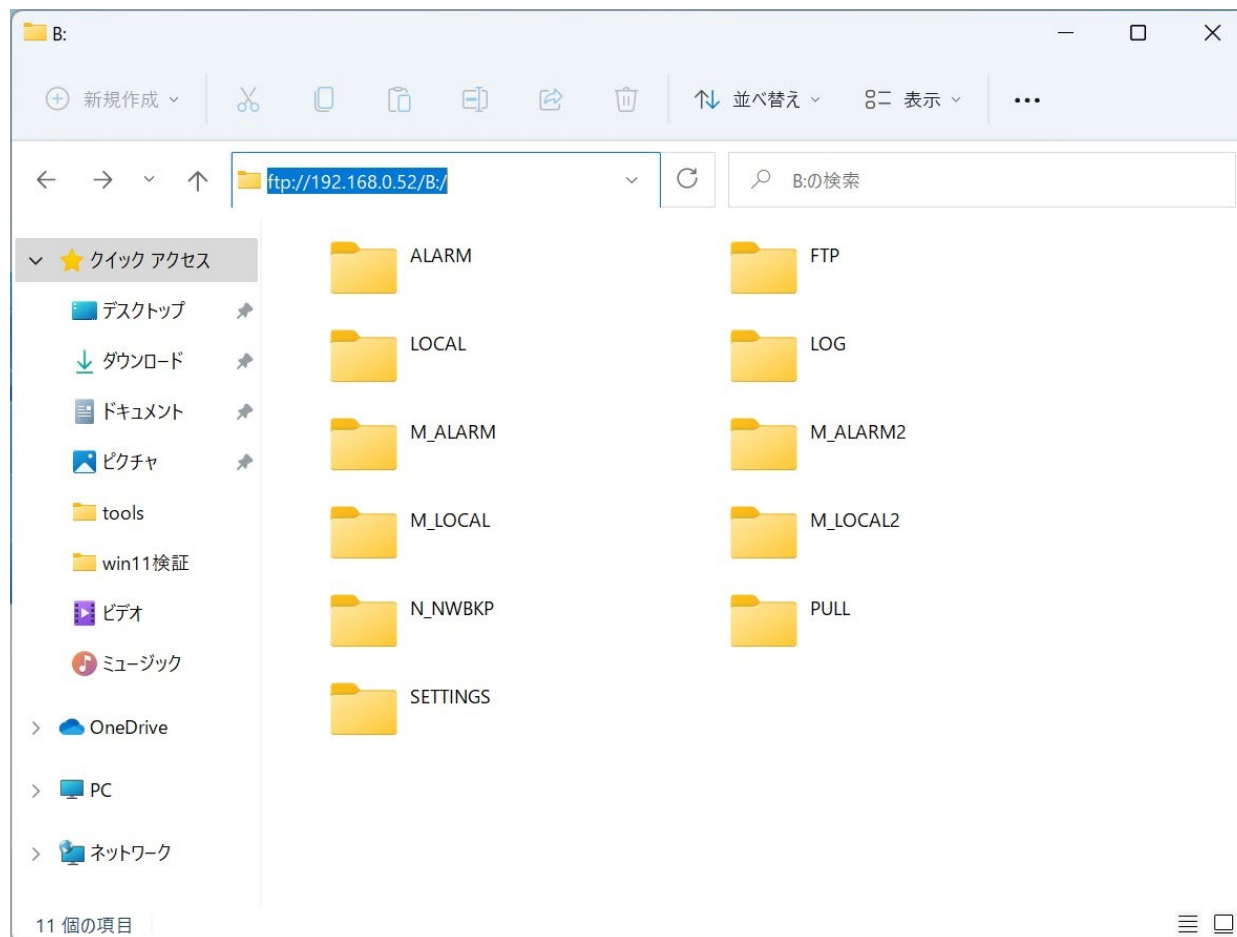 B:
新規作成
並べ替え
表示
ftp://192.168.0.52/B:/
B:の検索
クイック アクセス
デスクトップ
ダウンロード
ドキュメント
ピクチャ
tools
win11検証
ビデオ
ミュージック
OneDrive
PC
ネットワーク
ALARM
FTP
LOCAL
LOG
M_ALARM
M_ALARM2
M_LOCAL
M_LOCAL2
N_NWBKP
PULL
SETTINGS
11 個の項目